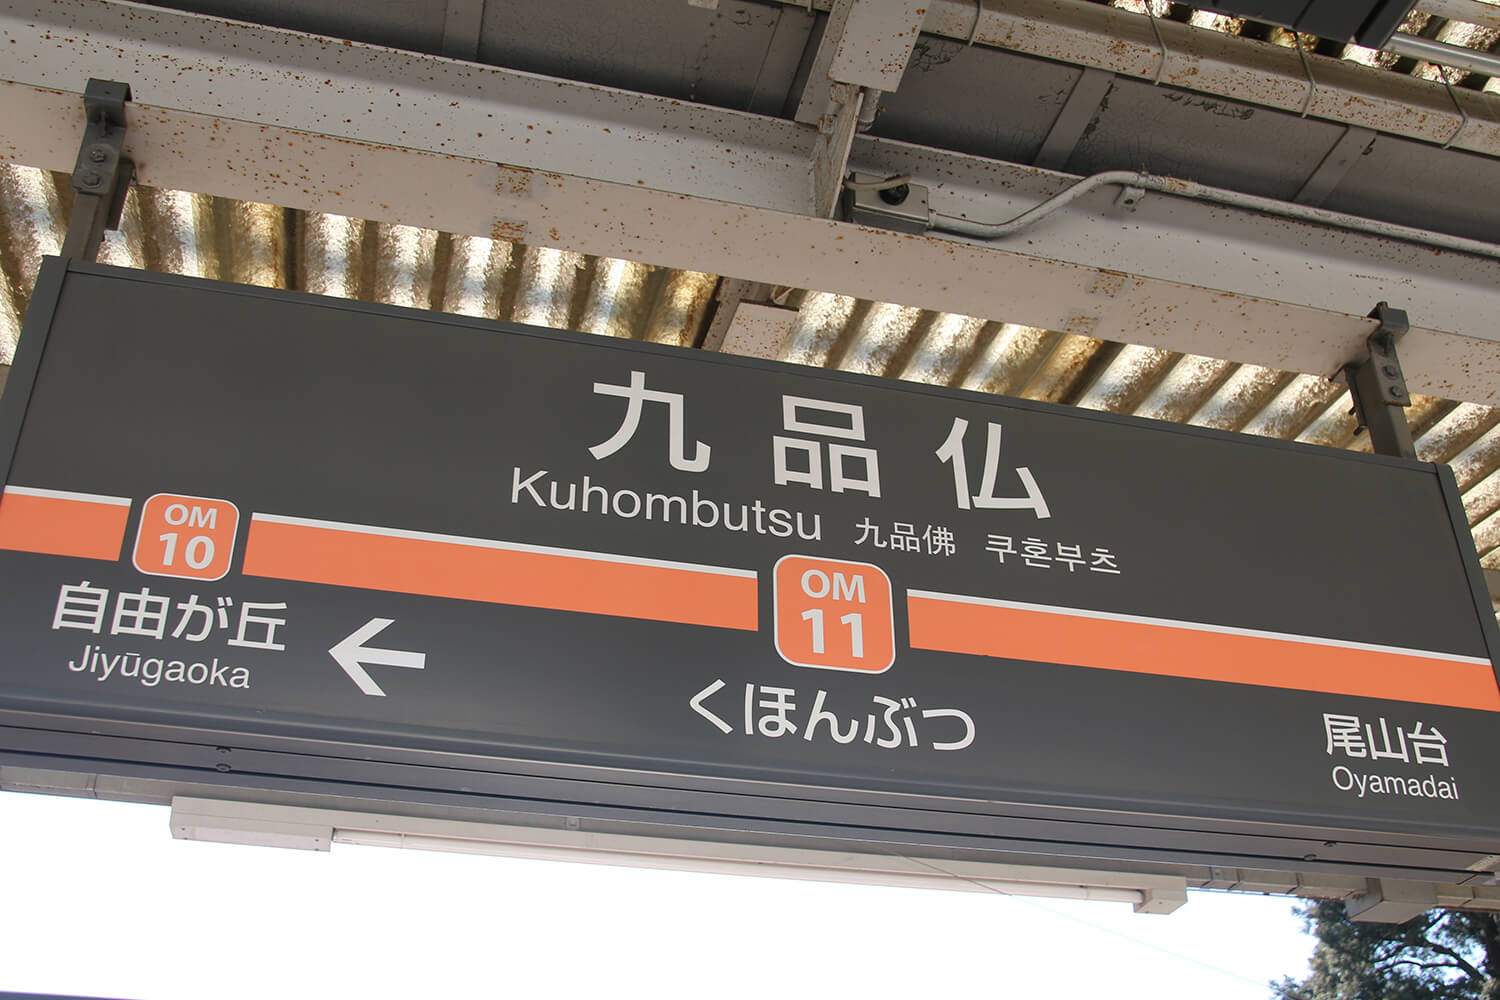 九品仏
Kuhombutsu 九品佛 쿠혼부츠
OM
10
OM
11
自由が丘
Jiyūgaoka
←
くほんぶつ
尾山台
Oyamadai